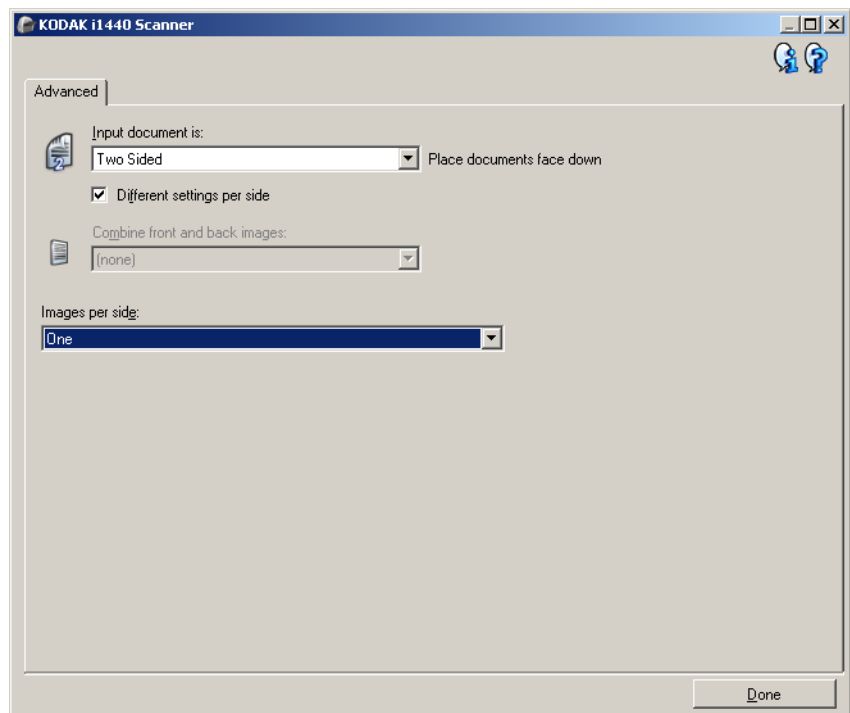 KODAK i1440 Scanner
Advanced
Input document is:
Two Sided
Place documents face down
Different settings per side
Combine front and back images:
(none)
Images per side:
One
Done